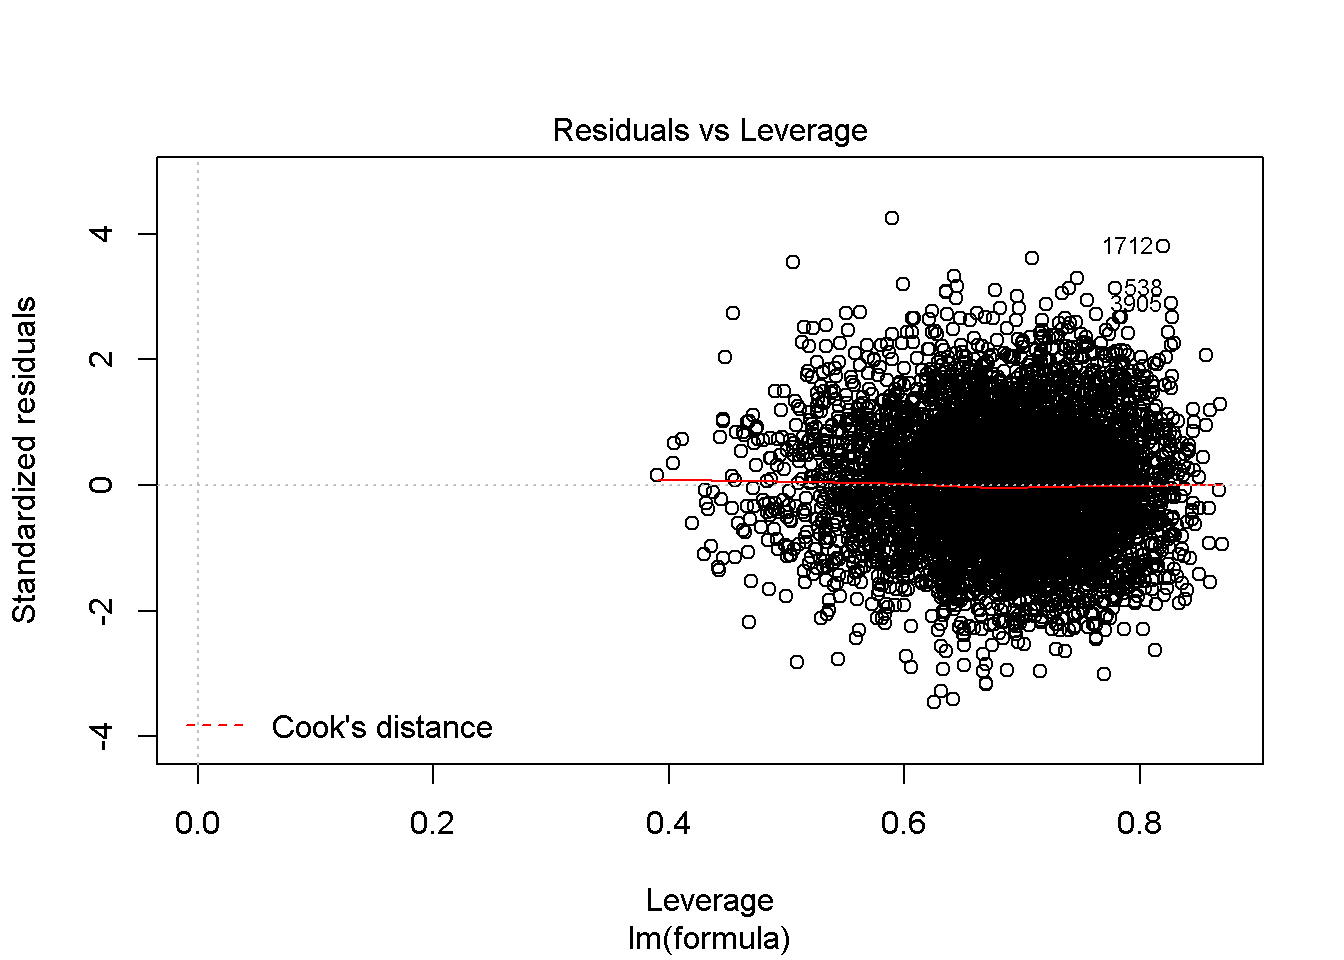 Residuals vs Leverage
Standardized residuals
4
2
0
-2
-4
1712
538
3905
Cook's distance
0.0 0.2 0.4 0.6 0.8
Leverage
lm(formula)